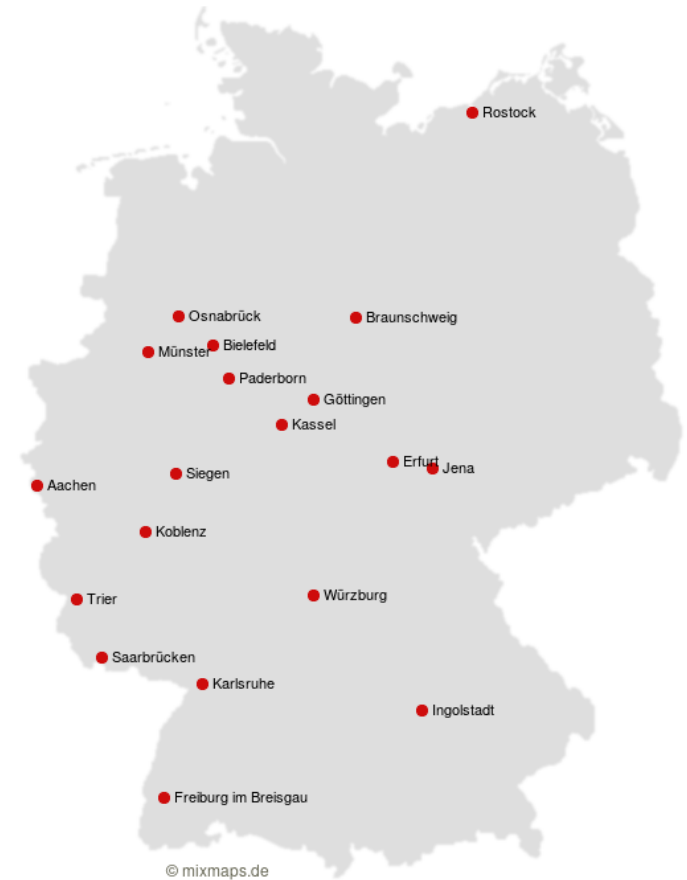 Rostock
Osnabrück
Braunschweig
Bielefeld
Münster
Paderborn
Göttingen
Kassel
Erfurt
Jena
Siegen
Aachen
Koblenz
Würzburg
Trier
Saarbrücken
Karlsruhe
Ingolstadt
Freiburg im Breisgau
© mixmaps.de